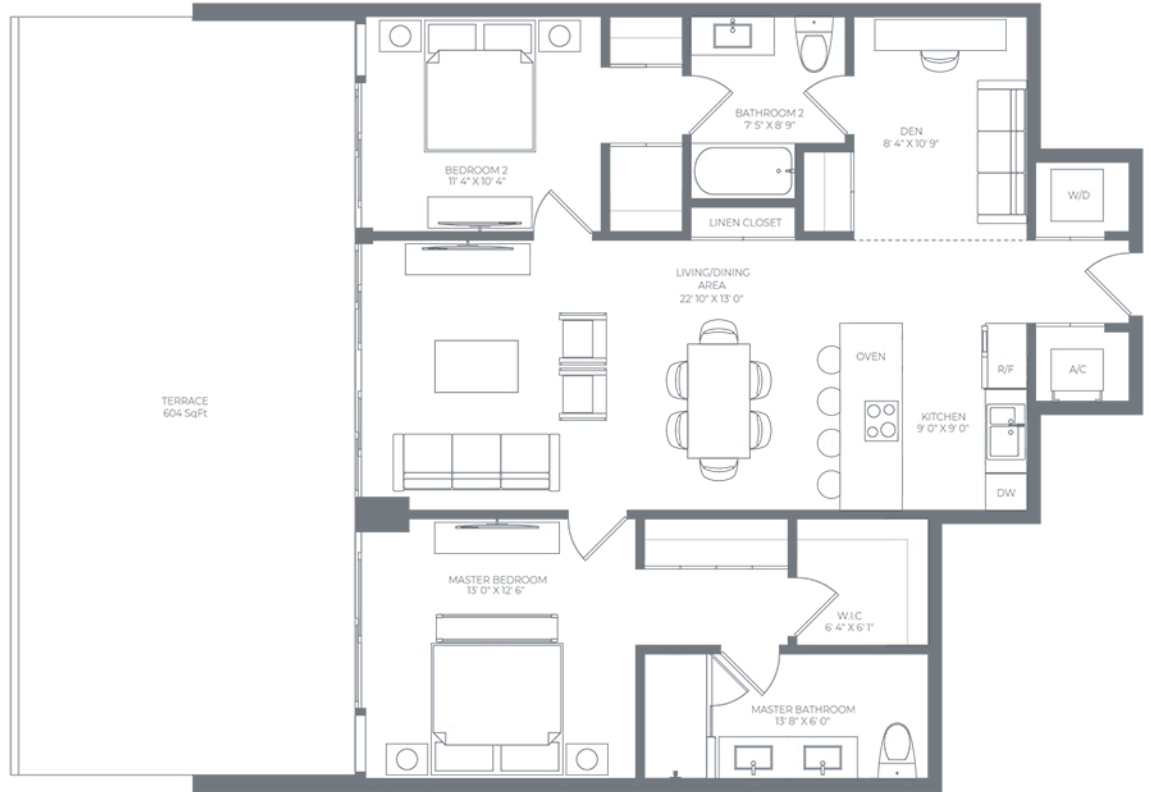 BATHROOM 2
7' 5" X 8' 9"
DEN
8' 4" X 10' 9"
BEDROOM 2
11' 4" X 10' 4"
W/D
LINEN CLOSET
LIVING/DINING
AREA
22' 10" X 13' 0"
OVEN
R/F
A/C
TERRACE
604 SqFt
KITCHEN
9' 0" X 9' 0"
DW
MASTER BEDROOM
13' 0" X 12' 6"
W.I.C
6' 4" X 6' 1"
MASTER BATHROOM
13' 8" X 6' 0"